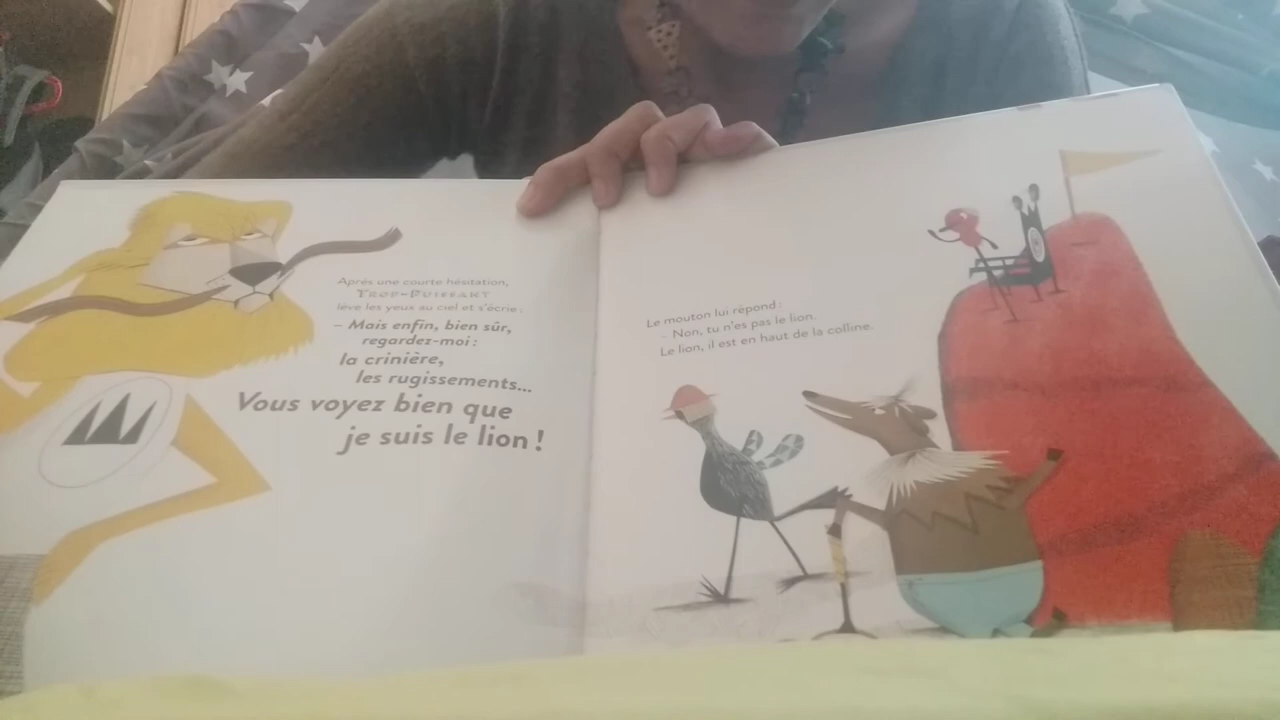 Après une courte hésitation,
TROP-PUISSANT
lève les yeux au ciel et s'écrie :
– Mais enfin, bien sûr,
regardez-moi :
la crinière,
les rugissements...
Vous voyez bien que
je suis le lion !
Le mouton lui répond :
– Non, tu n'es pas le lion.
Le lion, il est en haut de la colline.